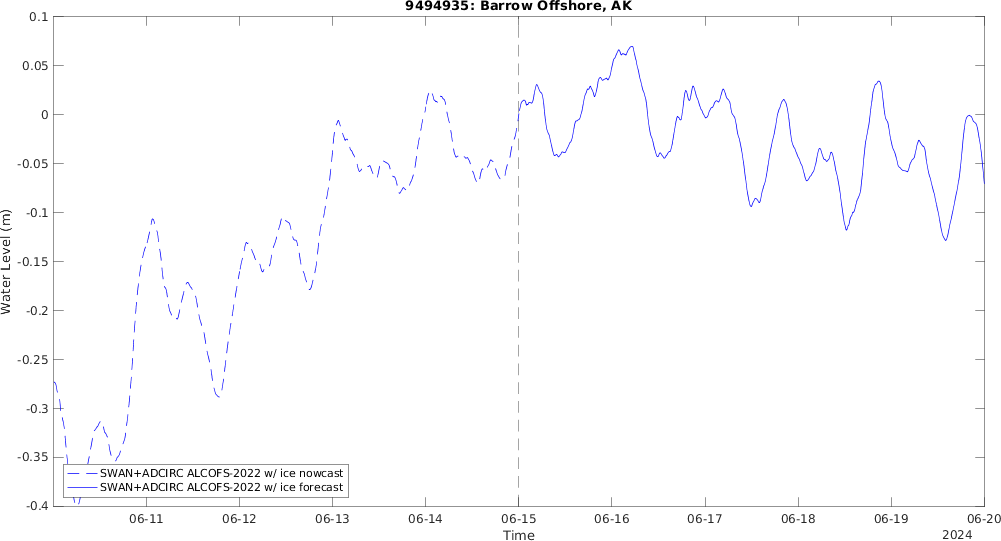 9494935: Barrow Offshore, AK
Water Level (m)
0.1
0.05
0
-0.05
-0.1
-0.15
-0.2
-0.25
-0.3
-0.35
-0.4
SWAN+ADCIRC ALCOFS-2022 w/ ice nowcast
SWAN+ADCIRC ALCOFS-2022 w/ ice forecast
06-11 06-12 06-13 06-14 06-15 06-16 06-17 06-18 06-19 06-20
Time
2024